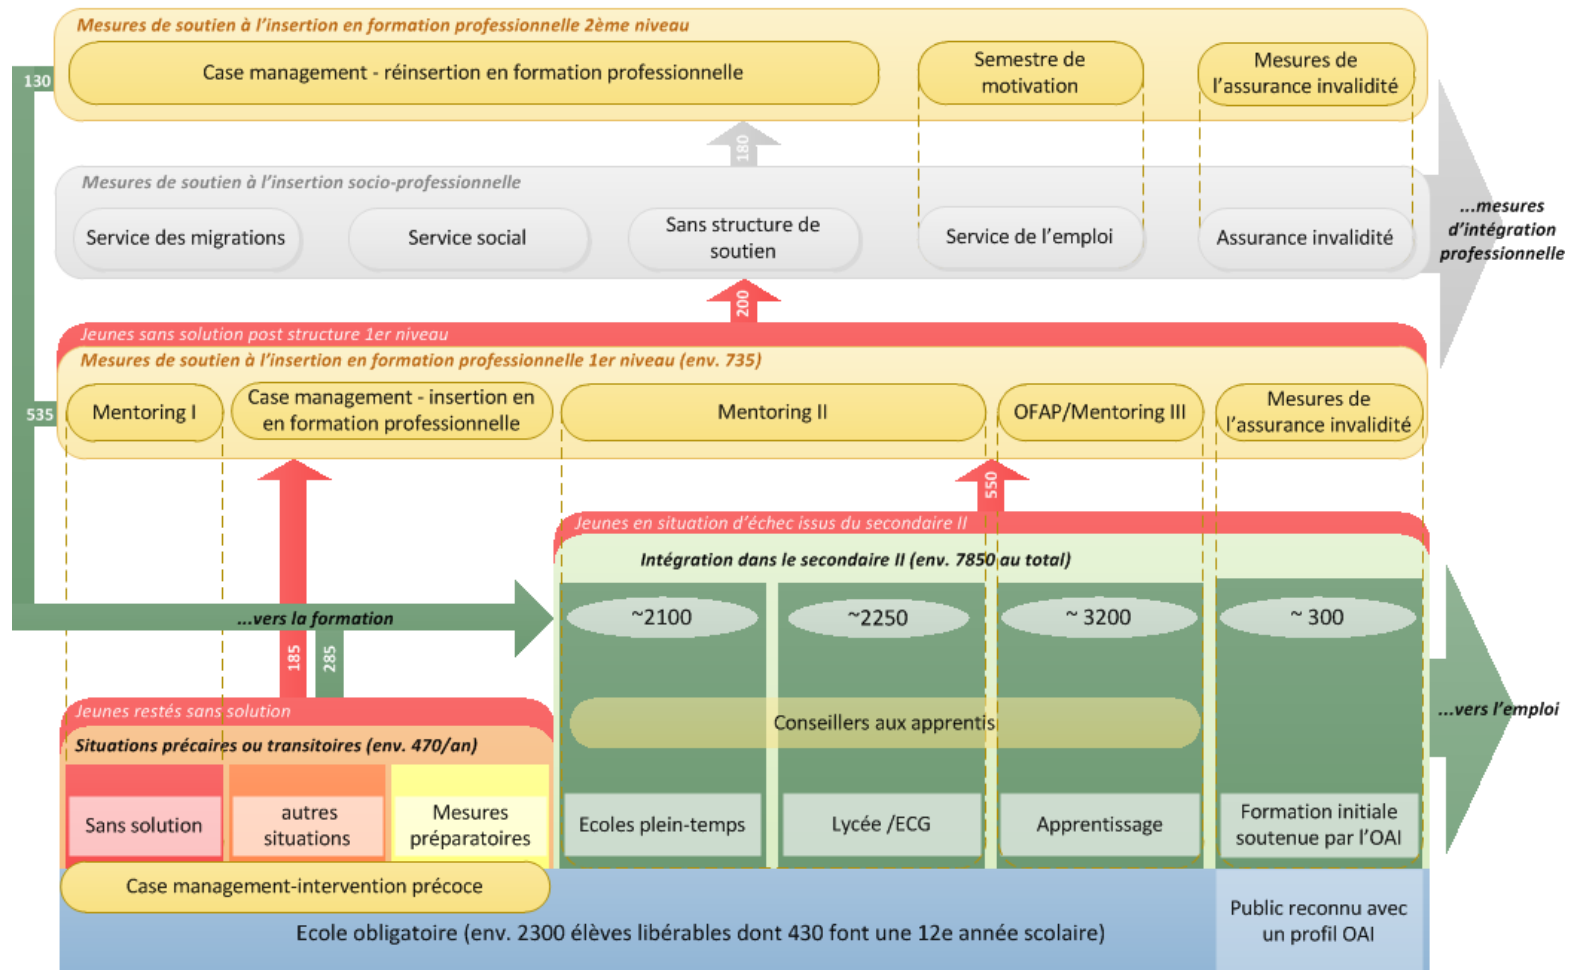 Mesures de soutien à l'insertion en formation professionnelle 2ème niveau
Case management - réinsertion en formation professionnelle
Semestre de
motivation
Mesures de
l'assurance invalidité
130
180
Mesures de soutien à l'insertion socio-professionnelle
Service des migrations
Service social
Sans structure de
soutien
Service de l'emploi
Assurance invalidité
...mesures
d'intégration
professionnelle
200
Jeunes sans solution post structure 1er niveau
Mesures de soutien à l'insertion en formation professionnelle 1er niveau (env. 735)
Mentoring I
Case management - insertion en
en formation professionnelle
Mentoring II
OFAP/Mentoring III
Mesures de
l'assurance invalidité
535
550
Jeunes en situation d'échec issus du secondaire II
Intégration dans le secondaire II (env. 7850 au total)
...vers la formation
~2100
~2250
~ 3200
~ 300
185
285
Jeunes restés sans solution
Situations précaires ou transitoires (env. 470/an)
Conseillers aux apprentis
...vers l'emploi
Sans solution
autres
situations
Mesures
préparatoires
Ecoles plein-temps
Lycée /ECG
Apprentissage
Formation initiale
soutenue par l'OAI
Case management-intervention précoce
Ecole obligatoire (env. 2300 élèves libérables dont 430 font une 12e année scolaire)
Public reconnu avec
un profil OAI